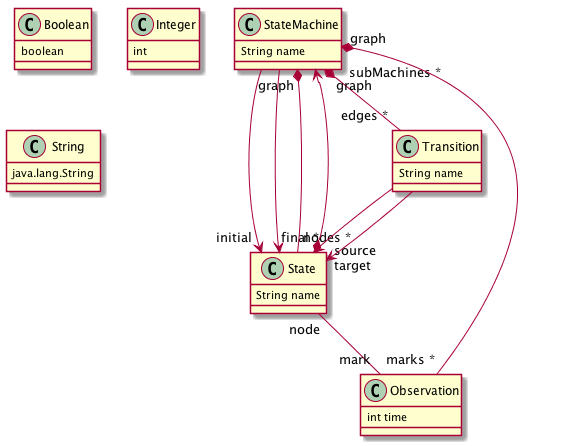 C Boolean
boolean
C Integer
int
C StateMachine
String name
graph
subMachines *
graph
graph
edges *
C String
java.lang.String
C Transition
String name
initial
final
nodes *
source
target
C State
String name
node
mark
marks *
C Observation
int time